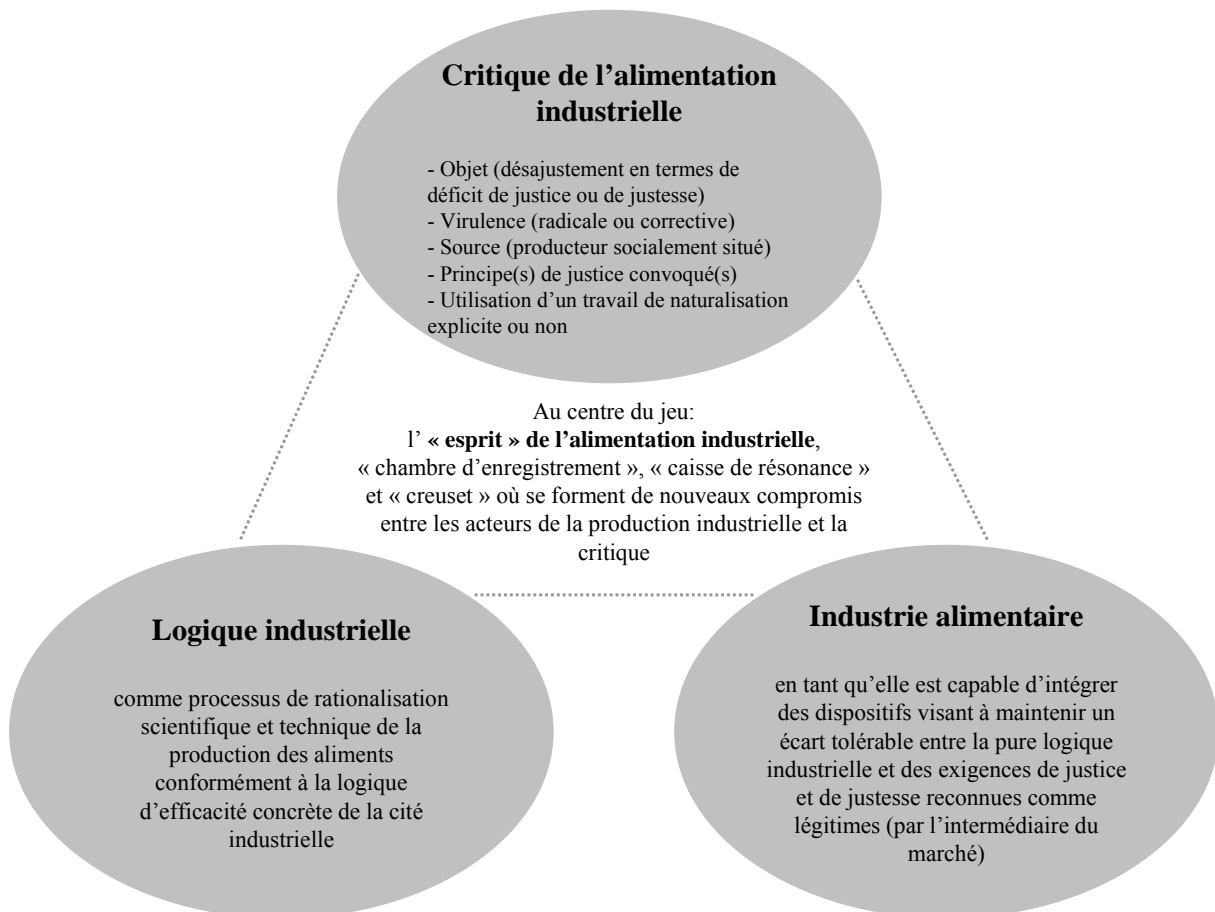 Critique de l’alimentation
industrielle
- Objet (désajustement en termes de
déficit de justice ou de justesse)
- Virulence (radicale ou corrective)
- Source (producteur socialement situé)
- Principe(s) de justice convoqué(s)
- Utilisation d’un travail de naturalisation
explicite ou non
Au centre du jeu:
l’ « esprit » de l’alimentation industrielle,
« chambre d’enregistrement », « caisse de résonance »
et « creuset » où se forment de nouveaux compromis
entre les acteurs de la production industrielle et la
critique
Logique industrielle
comme processus de rationalisation
scientifique et technique de la
production des aliments
conformément à la logique
d’efficacité concrète de la cité
industrielle
Industrie alimentaire
en tant qu’elle est capable d’intégrer
des dispositifs visant à maintenir un
écart tolérable entre la pure logique
industrielle et des exigences de justice
et de justesse reconnues comme
légitimes (par l’intermédiaire du
marché)